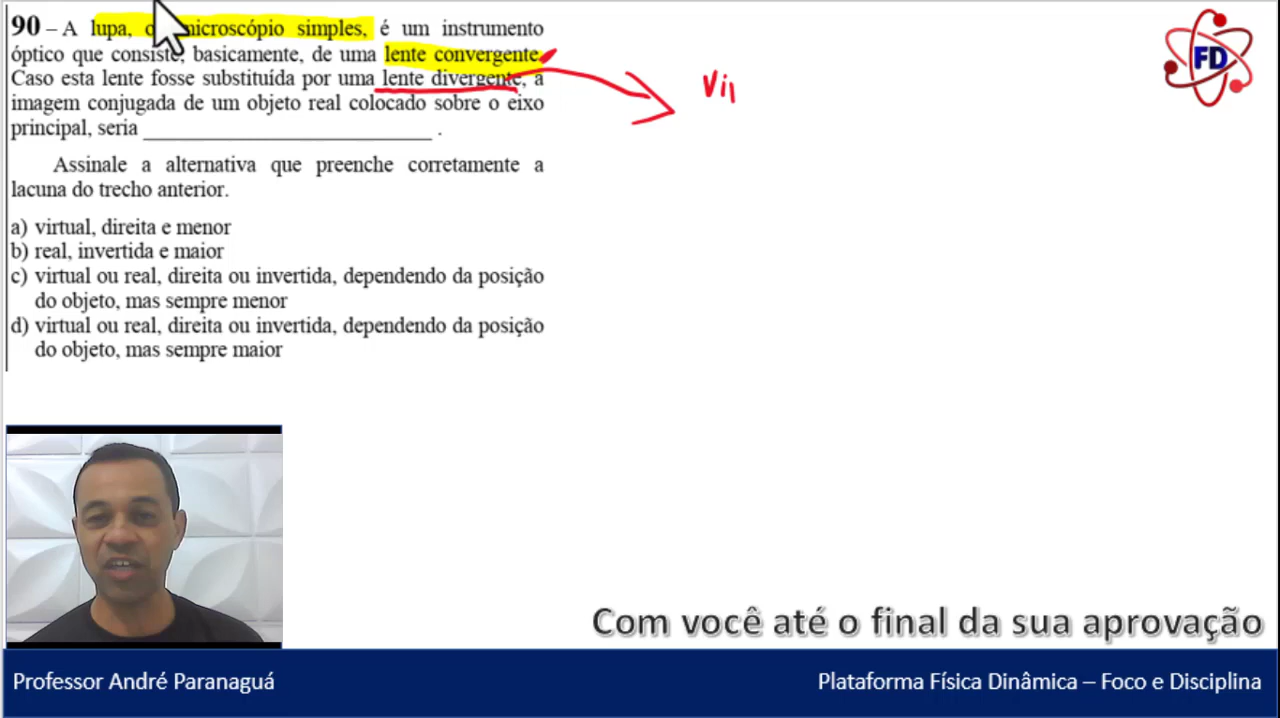 90 – A lupa, o microscópio simples, é um instrumento
óptico que consiste, basicamente, de uma lente convergente.
Caso esta lente fosse substituída por uma lente divergente, a
imagem conjugada de um objeto real colocado sobre o eixo
principal, seria ______________________________ .
Assinale a alternativa que preenche corretamente a
lacuna do trecho anterior.
a) virtual, direita e menor
b) real, invertida e maior
c) virtual ou real, direita ou invertida, dependendo da posição
do objeto, mas sempre menor
d) virtual ou real, direita ou invertida, dependendo da posição
do objeto, mas sempre maior
FD
Com você até o final da sua aprovação
Professor André Paranaguá
Plataforma Física Dinâmica – Foco e Disciplina